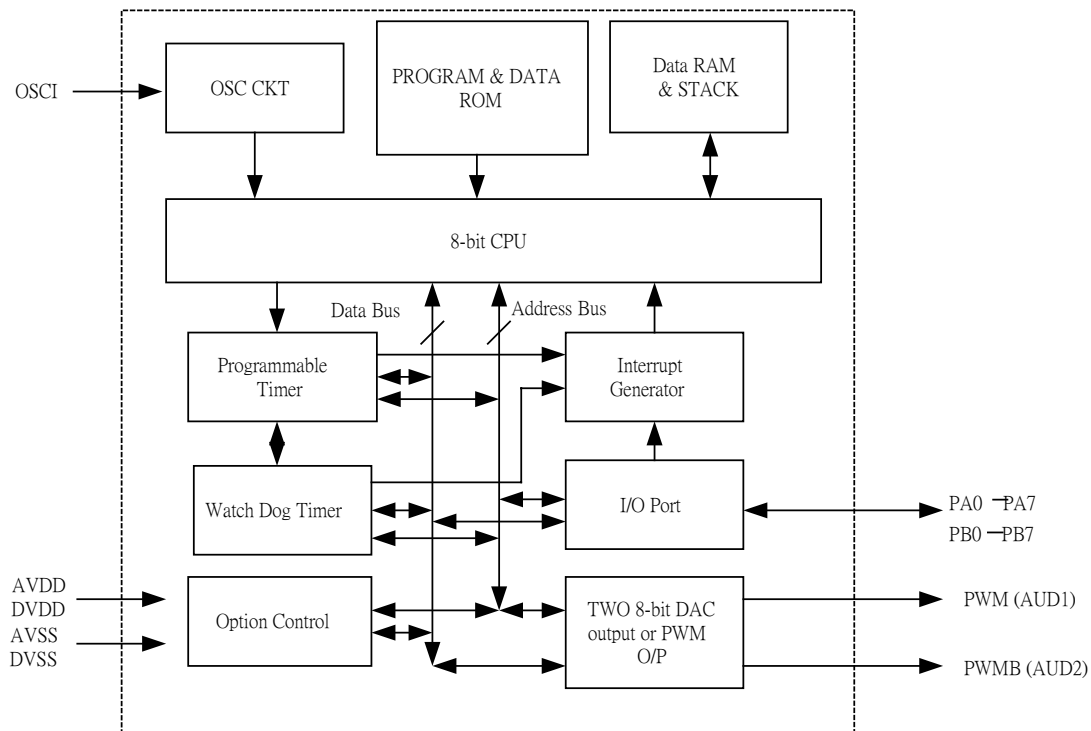 OSCI
OSC CKT
PROGRAM & DATA
ROM
Data RAM
& STACK
8-bit CPU
Data Bus
Address Bus
Programmable
Timer
Interrupt
Generator
Watch Dog Timer
I/O Port
PA0 — PA7
PB0 — PB7
AVDD
DVDD
AVSS
DVSS
Option Control
TWO 8-bit DAC
output or PWM
O/P
PWM (AUD1)
PWMB (AUD2)